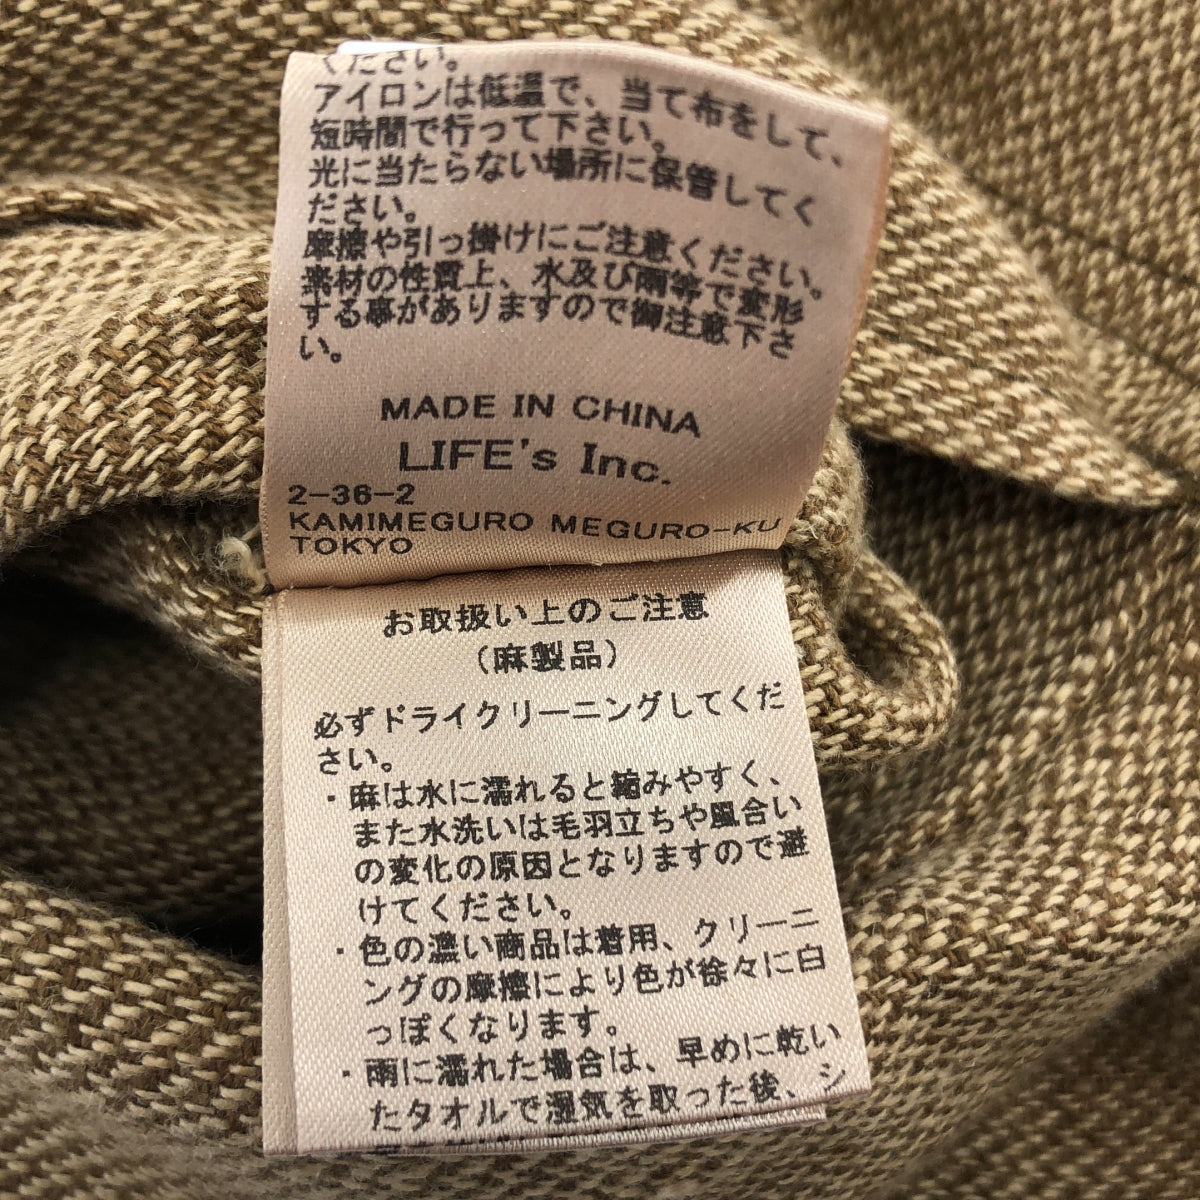 ください。
アイロンは低温で、当て布をして、
短時間で行って下さい。
光に当たらない場所に保管してく
ださい。
摩擦や引っ掛けにご注意ください。
素材の性質上、水及び雨等で変形
する事がありますので御注意下さ
い。
MADE IN CHINA
LIFE's Inc.
2-36-2
KAMIMEGURO MEGURO-KU
TOKYO
お取扱い上のご注意
(麻製品)
必ずドライクリーニングしてくだ
さい。
・麻は水に濡れると縮みやすく、
また水洗いは毛羽立ちや風合い
の変化の原因となりますので避
けてください。
・色の濃い商品は着用、クリーニ
ングの摩擦により色が徐々に白
っぽくなります。
・雨に濡れた場合は、早めに乾い
たタオルで湿気を取った後、シ